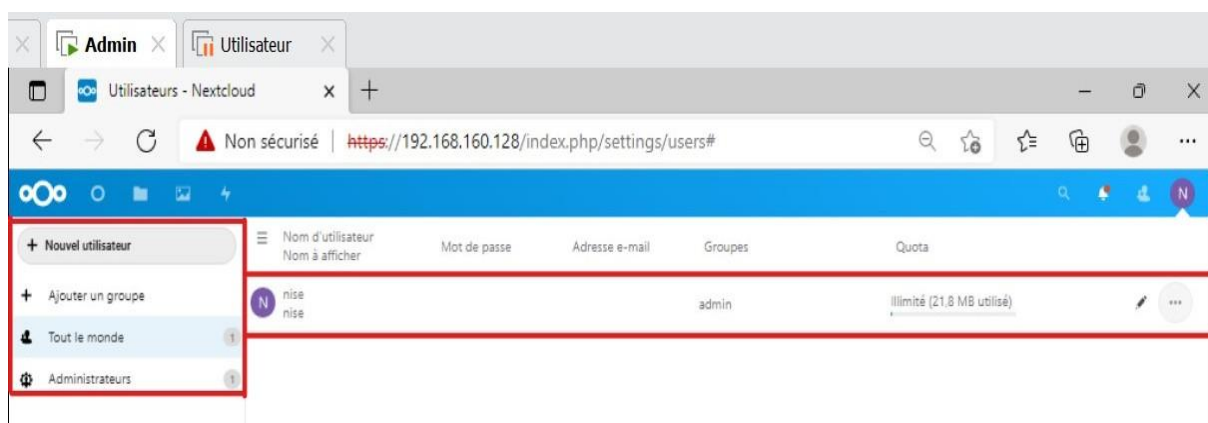 Admin
Utilisateur
Utilisateurs - Nextcloud
Non sécurisé | https://192.168.160.128/index.php/settings/users#
N
+ Nouvel utilisateur
+ Ajouter un groupe
Tout le monde 1
Administrateurs 1
Nom d'utilisateur
Nom à afficher
Mot de passe
Adresse e-mail
Groupes
Quota
N
nise
nise
admin
Illimité (21,8 MB utilisé)